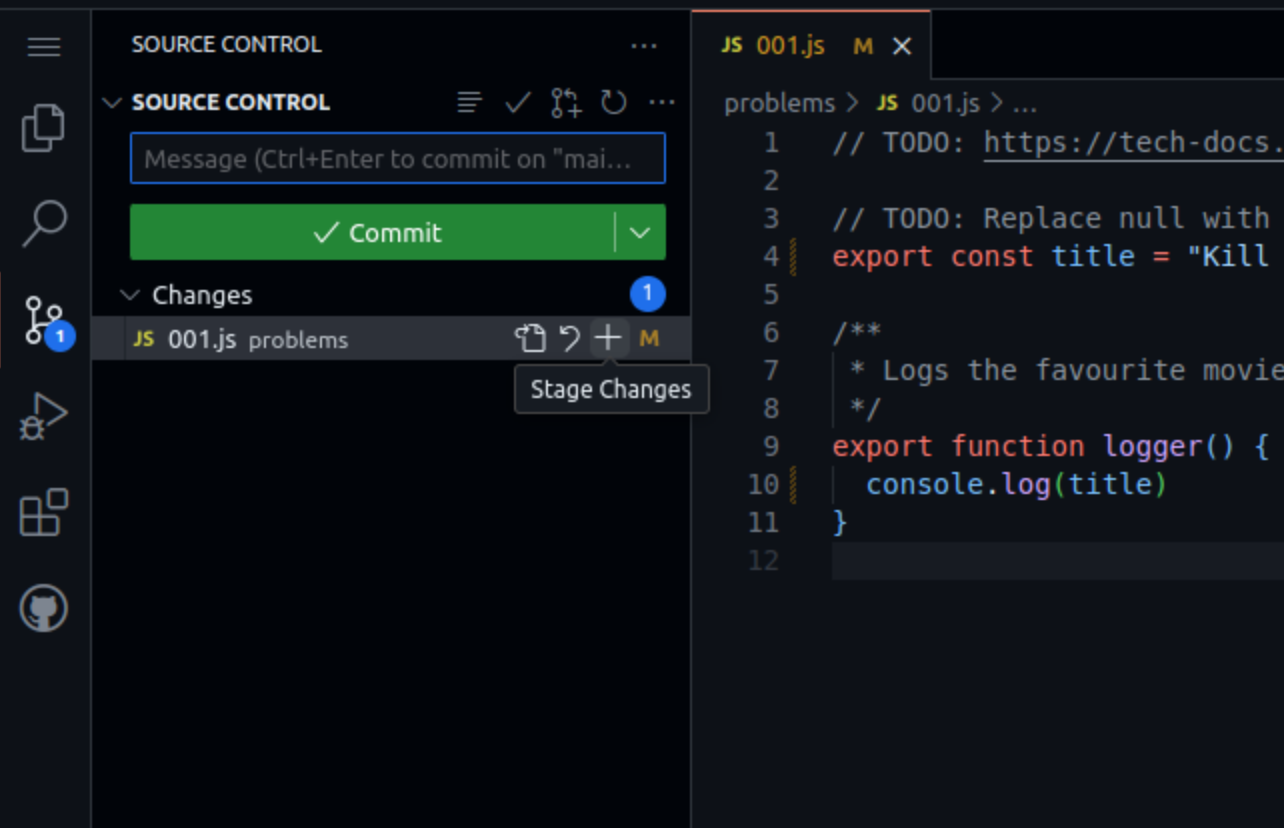 SOURCE CONTROL
SOURCE CONTROL
Message (Ctrl+Enter to commit on "mai...
Commit
Changes 1
JS 001.js problems M
Stage Changes
1
JS 001.js M
problems > JS 001.js > ...
1 // TODO: https://tech-docs.
2
3 // TODO: Replace null with
4 export const title = "Kill
5
6 /**
7 * Logs the favourite movie
8 */
9 export function logger() {
10 console.log(title)
11 }
12